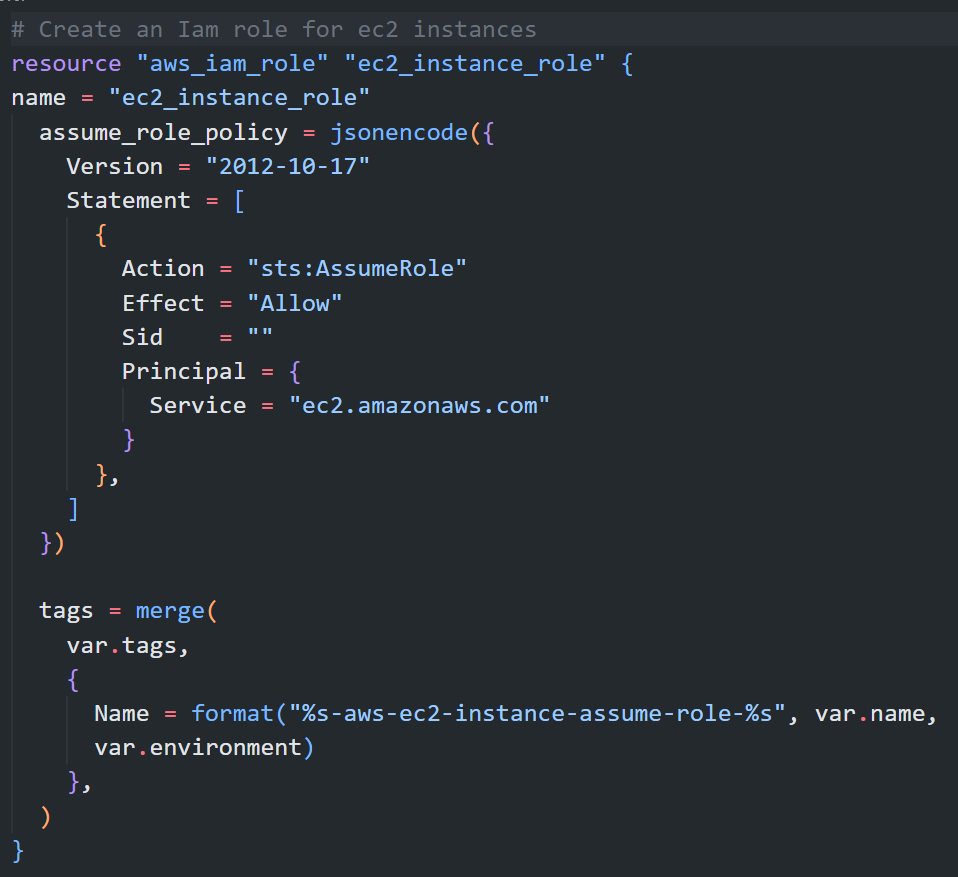 # Create an Iam role for ec2 instances
resource "aws_iam_role" "ec2_instance_role" {
name = "ec2_instance_role"
  assume_role_policy = jsonencode({
    Version = "2012-10-17"
    Statement = [
      {
        Action = "sts:AssumeRole"
        Effect = "Allow"
        Sid    = ""
        Principal = {
          Service = "ec2.amazonaws.com"
        }
      },
    ]
  })

  tags = merge(
    var.tags,
    {
      Name = format("%s-aws-ec2-instance-assume-role-%s", var.name,
      var.environment)
    },
  )
}